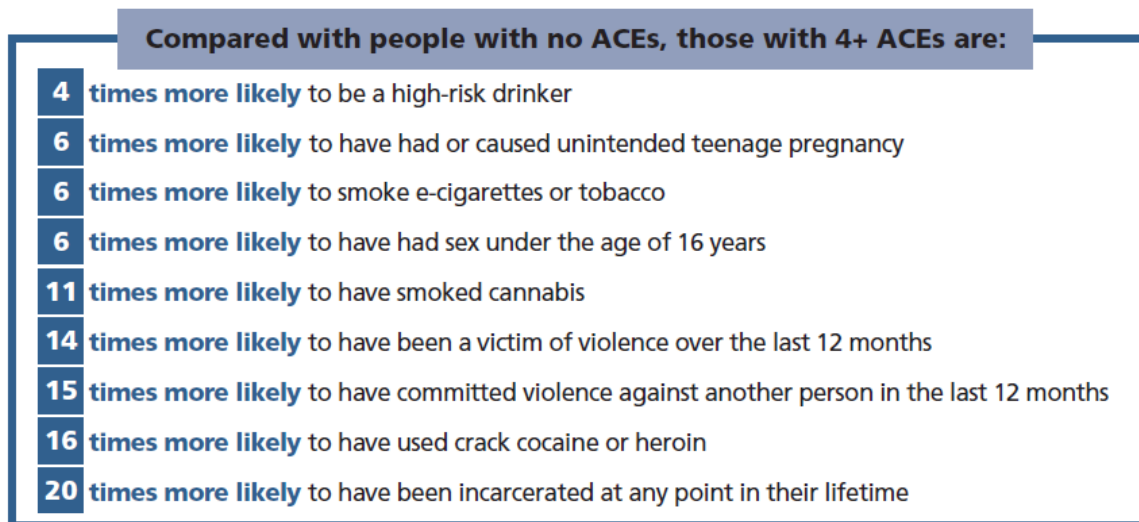 Compared with people with no ACEs, those with 4+ ACEs are:
4 times more likely to be a high-risk drinker
6 times more likely to have had or caused unintended teenage pregnancy
6 times more likely to smoke e-cigarettes or tobacco
6 times more likely to have had sex under the age of 16 years
11 times more likely to have smoked cannabis
14 times more likely to have been a victim of violence over the last 12 months
15 times more likely to have committed violence against another person in the last 12 months
16 times more likely to have used crack cocaine or heroin
20 times more likely to have been incarcerated at any point in their lifetime